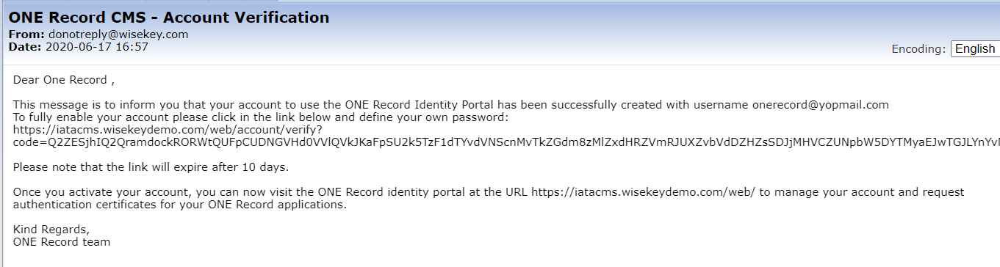 ONE Record CMS - Account Verification
From: donotreply@wisekey.com
Date: 2020-06-17 16:57
Encoding: English
Dear One Record ,
This message is to inform you that your account to use the ONE Record Identity Portal has been successfully created with username onerecord@yopmail.com
To fully enable your account please click in the link below and define your own password:
https://iatacms.wisekeydemo.com/web/account/verify?
code=Q2ZESjhIQ2QramdockRORWtQUFpCUDNGVHd0VVlQVkJKaFpSU2k5TzF1dTYvdVNScnMvTkZGdm8zMlZxdHRZVmRJUXZvbVdDZHZsSDJjMHVCZUNpbW5DYTMyaEJwTGJLYnYvM
Please note that the link will expire after 10 days.
Once you activate your account, you can now visit the ONE Record identity portal at the URL https://iatacms.wisekeydemo.com/web/ to manage your account and request
authentication certificates for your ONE Record applications.
Kind Regards,
ONE Record team